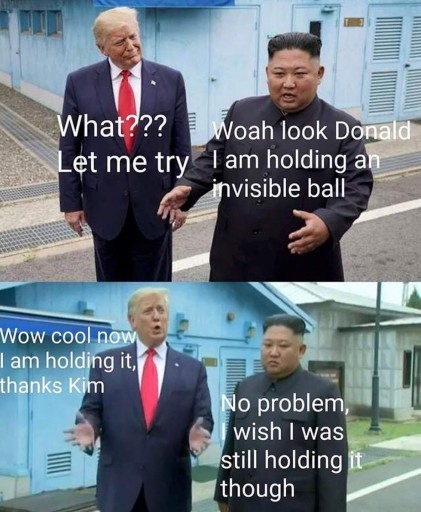 What???
Let me try
Woah look Donald
I am holding an
invisible ball
Wow cool now
I am holding it,
thanks Kim
No problem,
I wish I was
still holding it
though